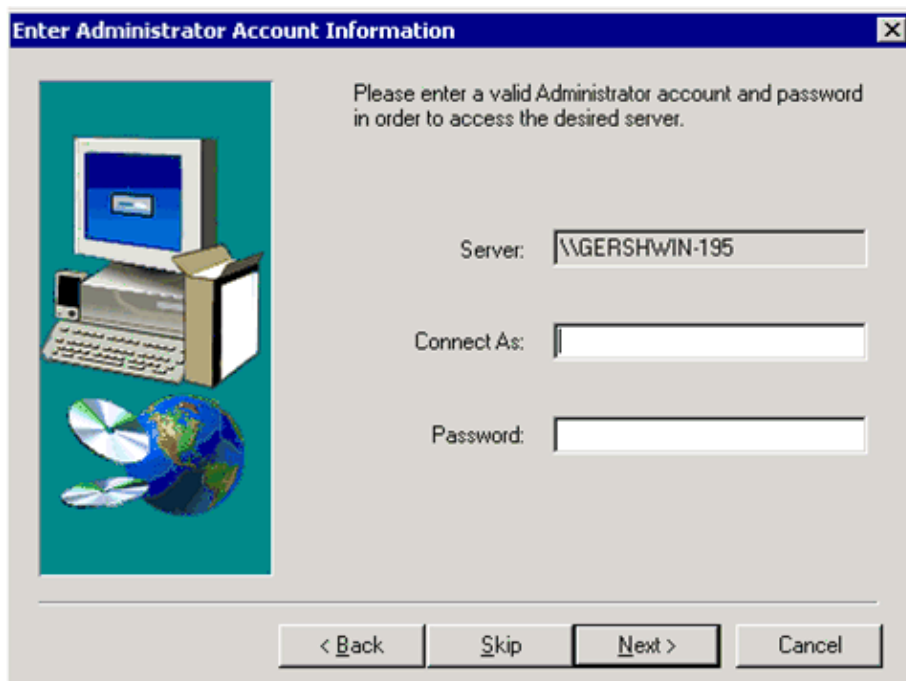 Enter Administrator Account Information
Please enter a valid Administrator account and password
in order to access the desired server.
Server: \\GERSHWIN-195
Connect As:
Password:
< Back Skip Next > Cancel